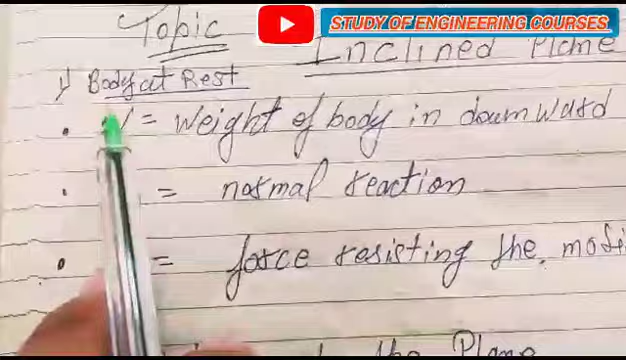 STUDY OF ENGINEERING COURSES
Topic Inclined Plane
1) Body at Rest
• = weight of body in downward
• = normal reaction
• = force resisting the
the Plane